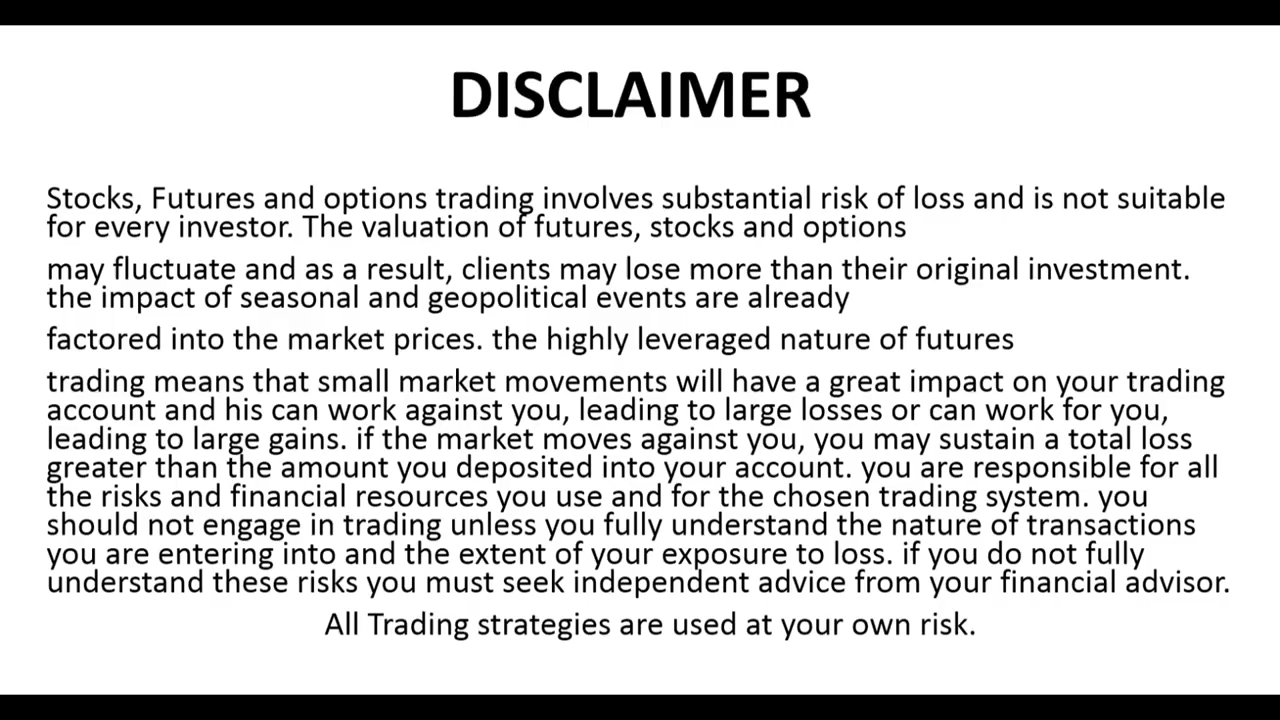 DISCLAIMER
Stocks, Futures and options trading involves substantial risk of loss and is not suitable
for every investor. The valuation of futures, stocks and options
may fluctuate and as a result, clients may lose more than their original investment.
the impact of seasonal and geopolitical events are already
factored into the market prices. the highly leveraged nature of futures
trading means that small market movements will have a great impact on your trading
account and his can work against you, leading to large losses or can work for you,
leading to large gains. if the market moves against you, you may sustain a total loss
greater than the amount you deposited into your account. you are responsible for all
the risks and financial resources you use and for the chosen trading system. you
should not engage in trading unless you fully understand the nature of transactions
you are entering into and the extent of your exposure to loss. if you do not fully
understand these risks you must seek independent advice from your financial advisor.
All Trading strategies are used at your own risk.